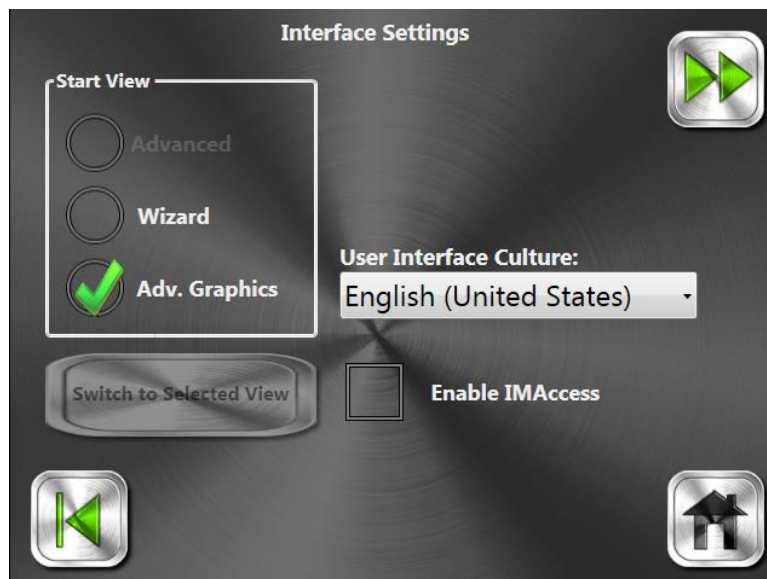 Interface Settings
Start View
Advanced
Wizard
Adv. Graphics
User Interface Culture:
English (United States)
Switch to Selected View
Enable IMAccess